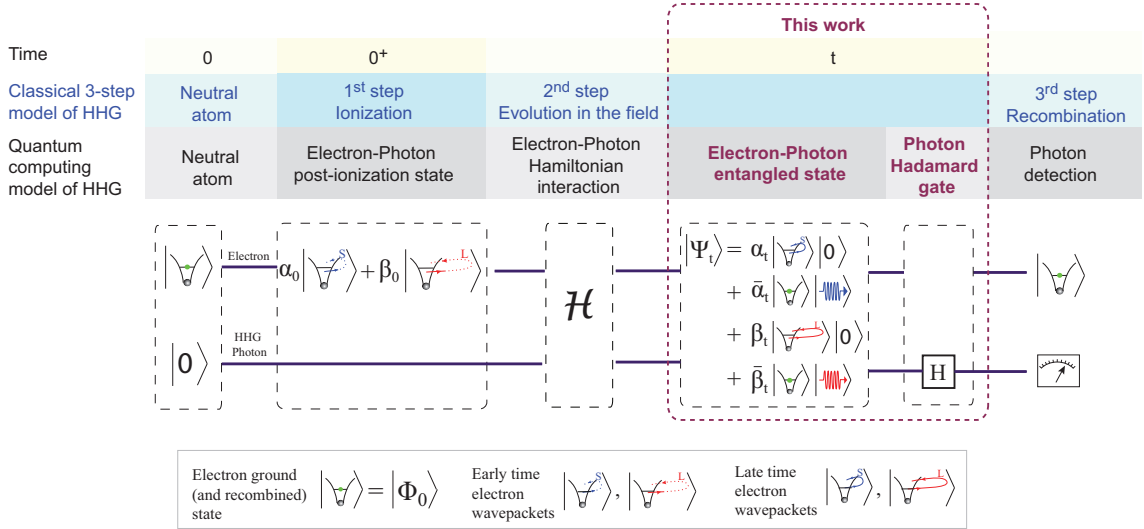 This work
Time 0 0⁺ t
Classical 3-step
model of HHG
Neutral
atom
1st step
Ionization
2nd step
Evolution in the field
3rd step
Recombination
Quantum
computing
model of HHG
Neutral
atom
Electron-Photon
post-ionization state
Electron-Photon
Hamiltonian
interaction
Electron-Photon
entangled state
Photon
Hadamard
gate
Photon
detection
Electron
α₀ | S ⟩ + β₀ | L ⟩
HHG
Photon
|0⟩
ℋ
|Ψₜ⟩ = αₜ | S ⟩ |0⟩
+ ᾱₜ | ⟩ | ⟩
+ βₜ | L ⟩ |0⟩
+ β̄ₜ | ⟩ | ⟩
H
Electron ground
(and recombined)
state
| ⟩ = |Φ₀⟩
Early time
electron
wavepackets
| S ⟩ , | L ⟩
Late time
electron
wavepackets
| S ⟩ , | L ⟩